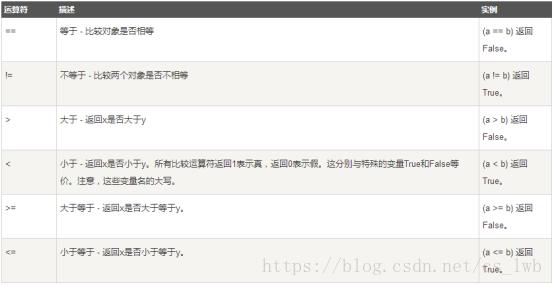 运算符 描述 实例
== 等于 - 比较对象是否相等 (a == b) 返回
False。
!= 不等于 - 比较两个对象是否不相等 (a != b) 返回
True。
> 大于 - 返回x是否大于y (a > b) 返回
False。
< 小于 - 返回x是否小于y。所有比较运算符返回1表示真，返回0表示假。这分别与特殊的变量True和False等 (a < b) 返回
价。注意，这些变量名的大写。 True。
>= 大于等于 - 返回x是否大于等于y。 (a >= b) 返回
False。
<= 小于等于 - 返回x是否小于等于y。 (a <= b) 返回
True。
https://blog.csdn.net/cs_lwb